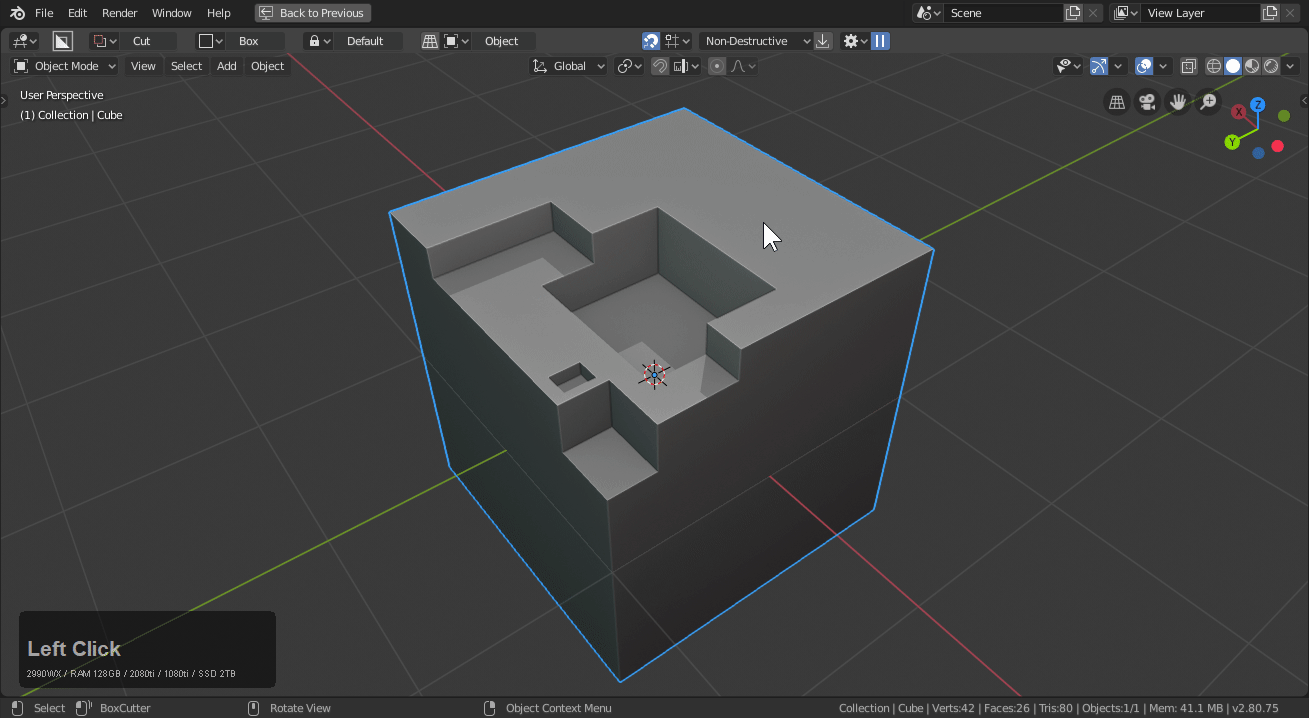 File Edit Render Window Help Back to Previous Scene View Layer
Cut Box Default Object Non-Destructive
Object Mode View Select Add Object Global
User Perspective
(1) Collection | Cube
Z
X
Y
Left Click
2990WX / RAM 128GB / 2080ti / 1080ti / SSD 2TB
Select BoxCutter Rotate View Object Context Menu Collection | Cube | Verts:42 | Faces:26 | Tris:80 | Objects:1/1 | Mem: 41.1 MB | v2.80.75